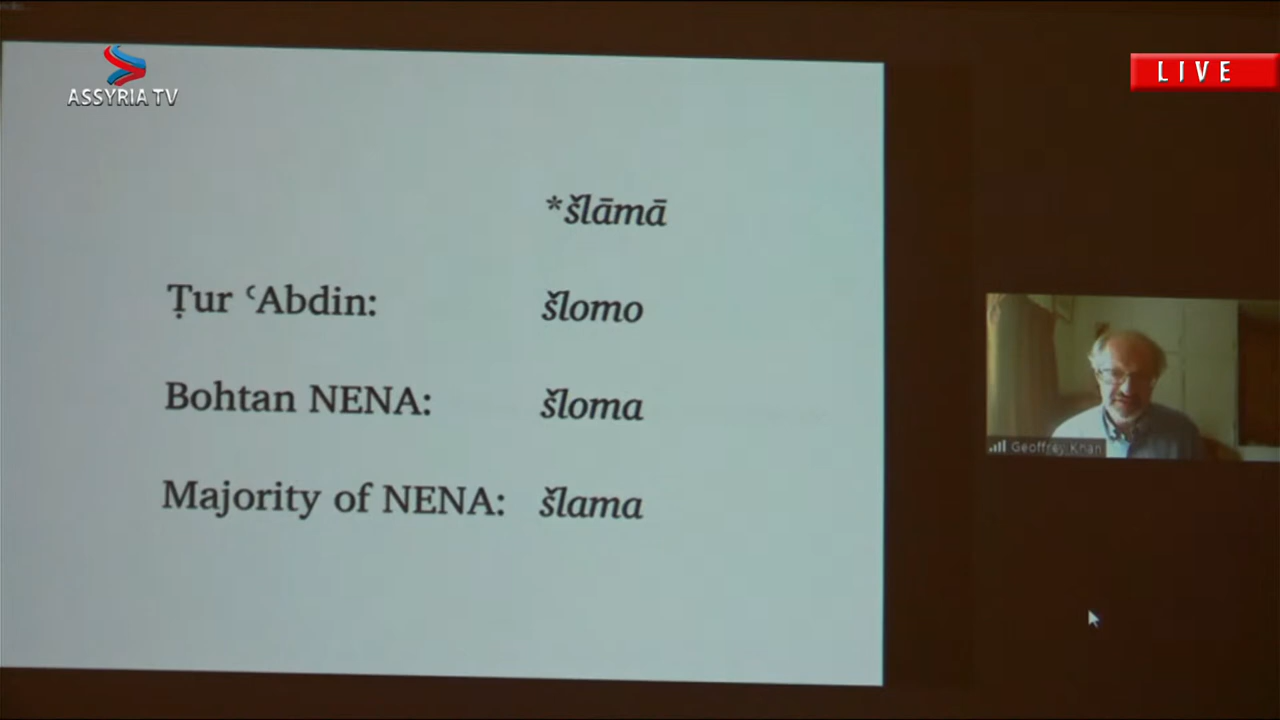 ASSYRIA TV
LIVE
*šlāmā
Ṭur ʿAbdin: šlomo
Bohtan NENA: šloma
Majority of NENA: šlama
Geoffrey Khan